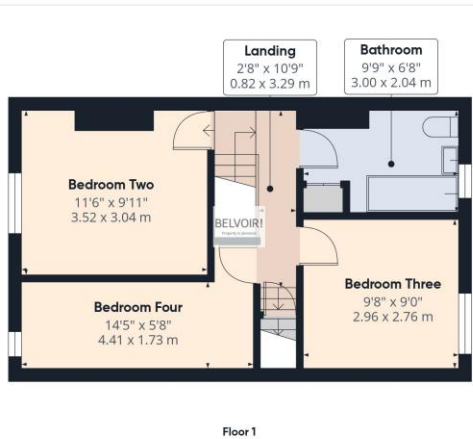 Landing
2'8" x 10'9"
0.82 x 3.29 m
Bathroom
9'9" x 6'8"
3.00 x 2.04 m
Bedroom Two
11'6" x 9'11"
3.52 x 3.04 m
BELVOIR!
Bedroom Three
9'8" x 9'0"
2.96 x 2.76 m
Bedroom Four
14'5" x 5'8"
4.41 x 1.73 m
Floor 1